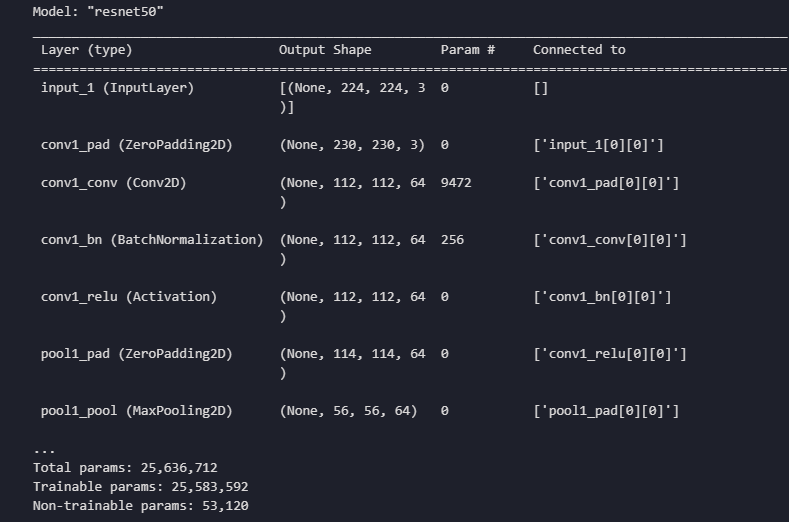 Model: "resnet50"
Layer (type) Output Shape Param # Connected to
input_1 (InputLayer) [(None, 224, 224, 3 0 []
)]
conv1_pad (ZeroPadding2D) (None, 230, 230, 3) 0 ['input_1[0][0]']
conv1_conv (Conv2D) (None, 112, 112, 64 9472 ['conv1_pad[0][0]']
)
conv1_bn (BatchNormalization) (None, 112, 112, 64 256 ['conv1_conv[0][0]']
)
conv1_relu (Activation) (None, 112, 112, 64 0 ['conv1_bn[0][0]']
)
pool1_pad (ZeroPadding2D) (None, 114, 114, 64 0 ['conv1_relu[0][0]']
)
pool1_pool (MaxPooling2D) (None, 56, 56, 64) 0 ['pool1_pad[0][0]']
...
Total params: 25,636,712
Trainable params: 25,583,592
Non-trainable params: 53,120